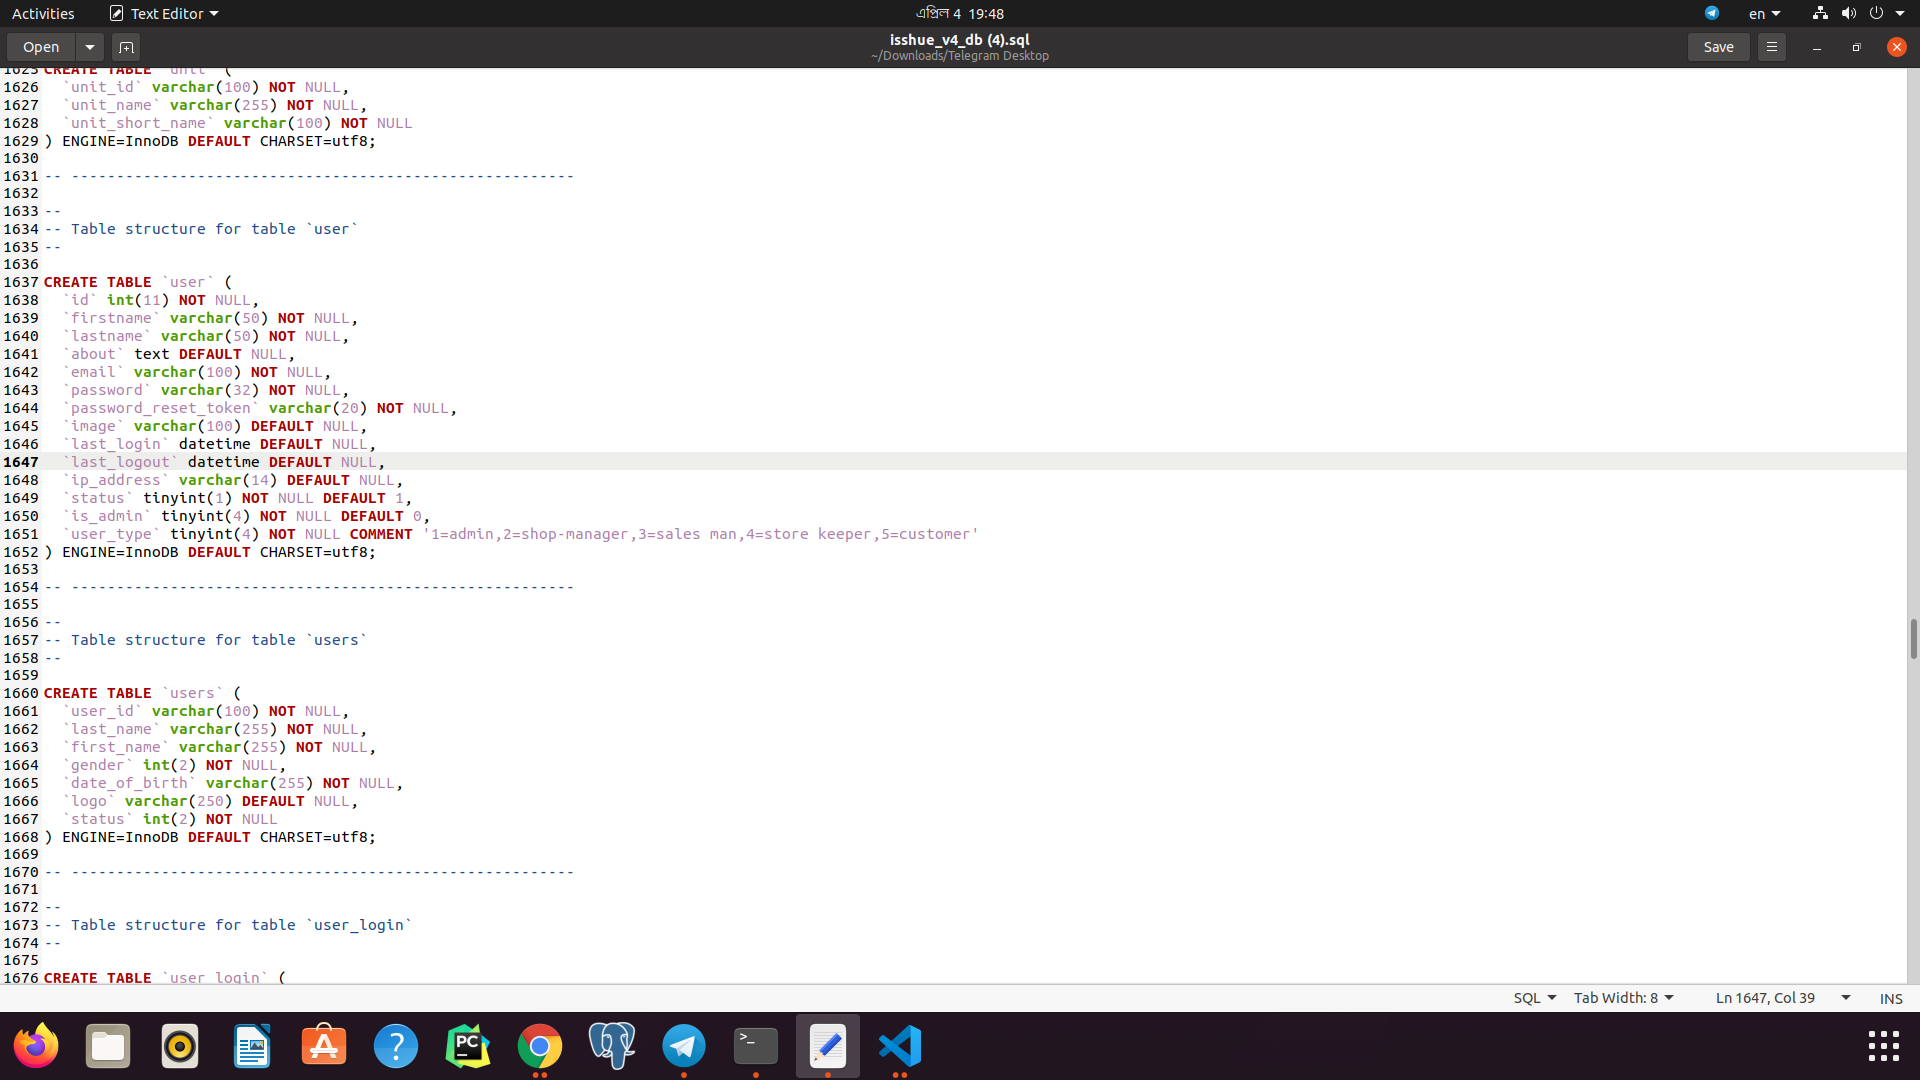 Activities
Text Editor
এপ্রিল 4 19:48
en
Open
isshue_v4_db (4).sql
~/Downloads/Telegram Desktop
Save
1625 CREATE TABLE `unit` (
1626 `unit_id` varchar(100) NOT NULL,
1627 `unit_name` varchar(255) NOT NULL,
1628 `unit_short_name` varchar(100) NOT NULL
1629 ) ENGINE=InnoDB DEFAULT CHARSET=utf8;
1630
1631 -- --------------------------------------------------------
1632
1633 --
1634 -- Table structure for table `user`
1635 --
1636
1637 CREATE TABLE `user` (
1638 `id` int(11) NOT NULL,
1639 `firstname` varchar(50) NOT NULL,
1640 `lastname` varchar(50) NOT NULL,
1641 `about` text DEFAULT NULL,
1642 `email` varchar(100) NOT NULL,
1643 `password` varchar(32) NOT NULL,
1644 `password_reset_token` varchar(20) NOT NULL,
1645 `image` varchar(100) DEFAULT NULL,
1646 `last_login` datetime DEFAULT NULL,
1647 `last_logout` datetime DEFAULT NULL,
1648 `ip_address` varchar(14) DEFAULT NULL,
1649 `status` tinyint(1) NOT NULL DEFAULT 1,
1650 `is_admin` tinyint(4) NOT NULL DEFAULT 0,
1651 `user_type` tinyint(4) NOT NULL COMMENT '1=admin,2=shop-manager,3=sales man,4=store keeper,5=customer'
1652 ) ENGINE=InnoDB DEFAULT CHARSET=utf8;
1653
1654 -- --------------------------------------------------------
1655
1656 --
1657 -- Table structure for table `users`
1658 --
1659
1660 CREATE TABLE `users` (
1661 `user_id` varchar(100) NOT NULL,
1662 `last_name` varchar(255) NOT NULL,
1663 `first_name` varchar(255) NOT NULL,
1664 `gender` int(2) NOT NULL,
1665 `date_of_birth` varchar(255) NOT NULL,
1666 `logo` varchar(250) DEFAULT NULL,
1667 `status` int(2) NOT NULL
1668 ) ENGINE=InnoDB DEFAULT CHARSET=utf8;
1669
1670 -- --------------------------------------------------------
1671
1672 --
1673 -- Table structure for table `user_login`
1674 --
1675
1676 CREATE TABLE `user_login` (
SQL
Tab Width: 8
Ln 1647, Col 39
INS
PC
>_